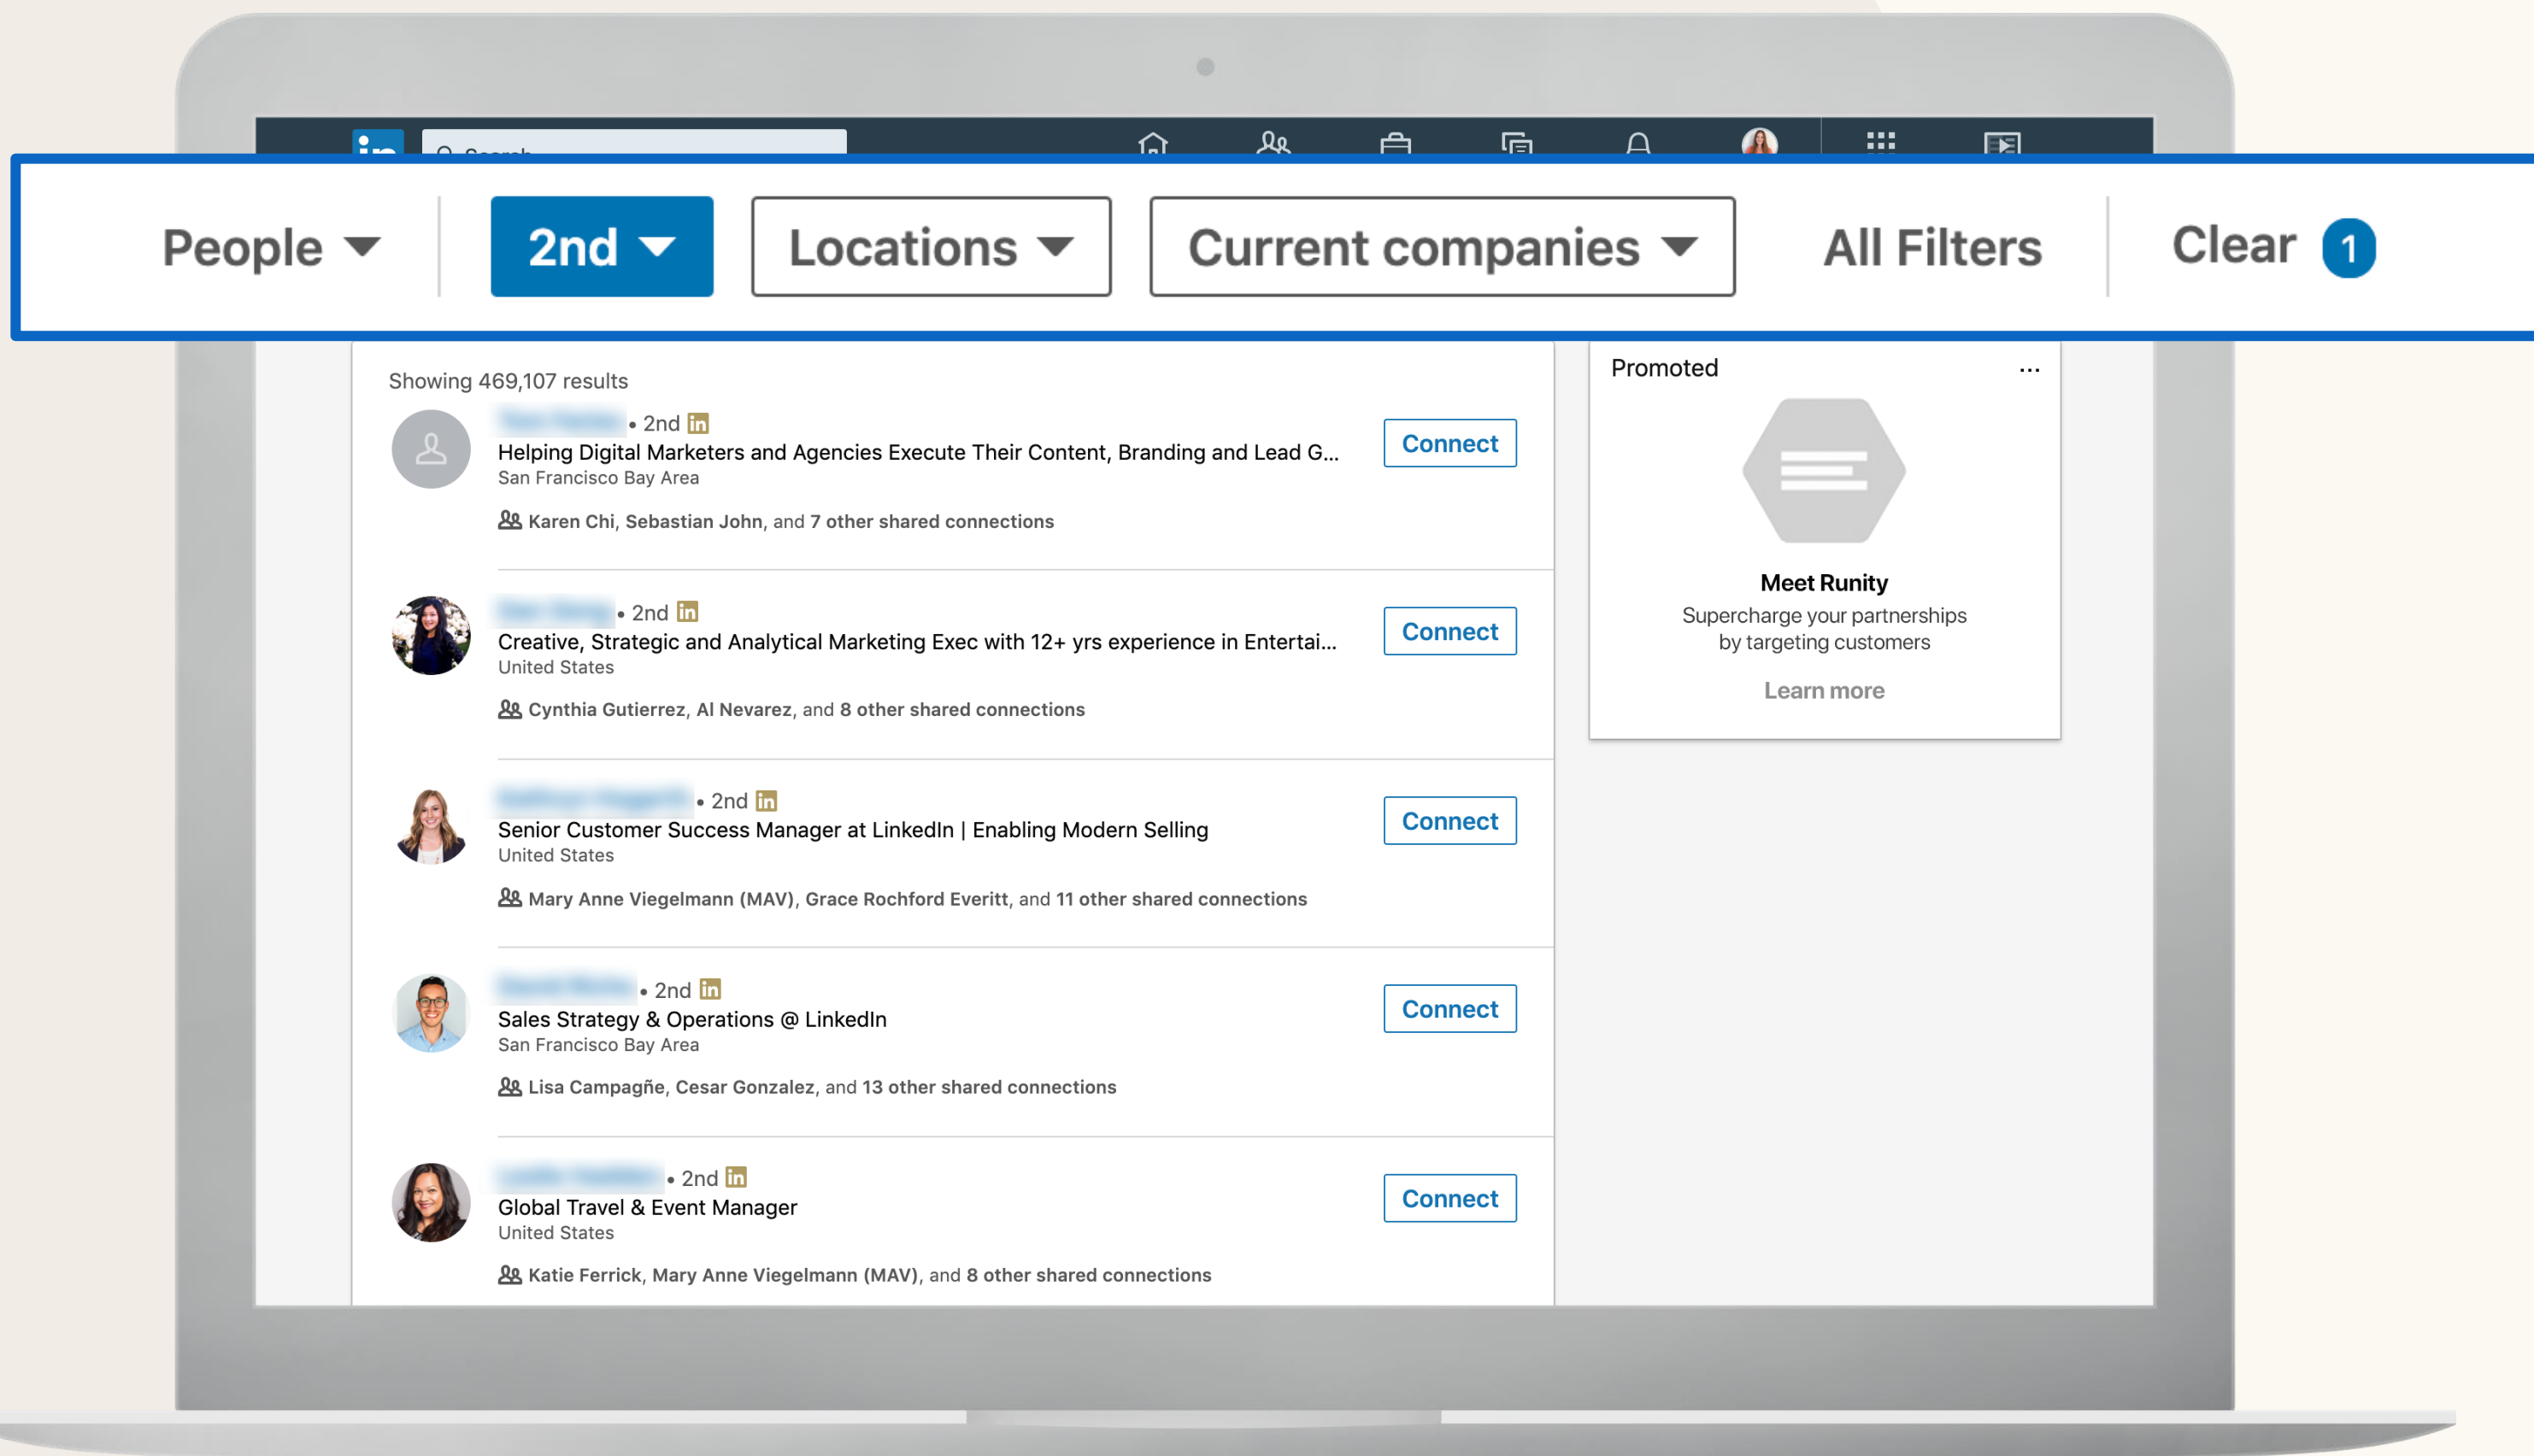 in
People
2nd
Locations
Current companies
All Filters
Clear 1
Showing 469,107 results
• 2nd in
Helping Digital Marketers and Agencies Execute Their Content, Branding and Lead G...
San Francisco Bay Area
Karen Chi, Sebastian John, and 7 other shared connections
Connect
• 2nd in
Creative, Strategic and Analytical Marketing Exec with 12+ yrs experience in Entertai...
United States
Cynthia Gutierrez, Al Nevarez, and 8 other shared connections
Connect
• 2nd in
Senior Customer Success Manager at LinkedIn | Enabling Modern Selling
United States
Mary Anne Viegelmann (MAV), Grace Rochford Everitt, and 11 other shared connections
Connect
• 2nd in
Sales Strategy & Operations @ LinkedIn
San Francisco Bay Area
Lisa Campagñe, Cesar Gonzalez, and 13 other shared connections
Connect
• 2nd in
Global Travel & Event Manager
United States
Katie Ferrick, Mary Anne Viegelmann (MAV), and 8 other shared connections
Connect
Promoted
...
Meet Runity
Supercharge your partnerships
by targeting customers
Learn more